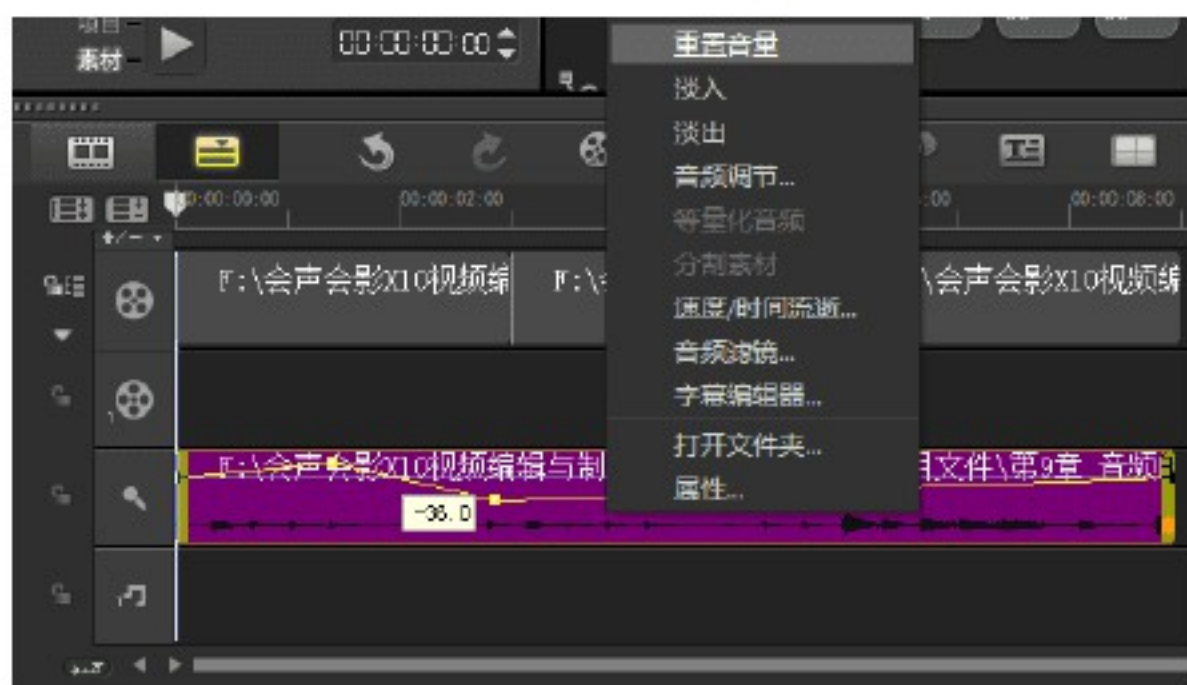 项目
素材
00:00:00:00
重置音量
淡入
淡出
音频调节...
等量化音频
分割素材
速度/时间流逝...
音频滤镜...
字幕编辑器...
打开文件夹...
属性...
00:00:00:00
00:00:02:00
:00
00:00:08:00
+/-
F:\会声会影X10视频编
F:\
\会声会影X10视频编
1
F:\会声会影X10视频编辑与制
文件\第9章 音频
-36.0
1